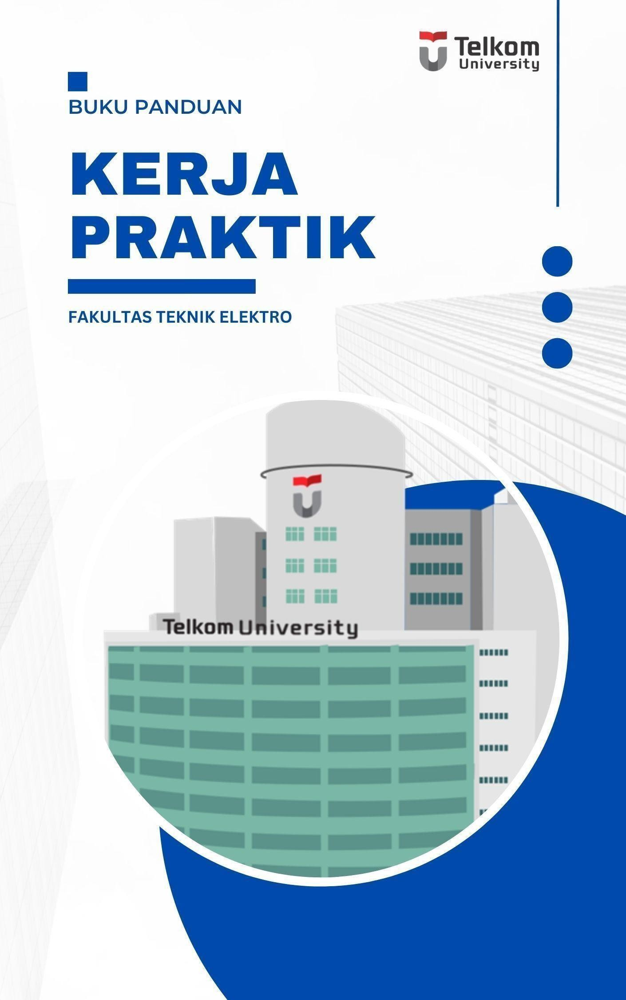 Telkom
University
BUKU PANDUAN
KERJA
PRAKTIK
FAKULTAS TEKNIK ELEKTRO
Telkom University